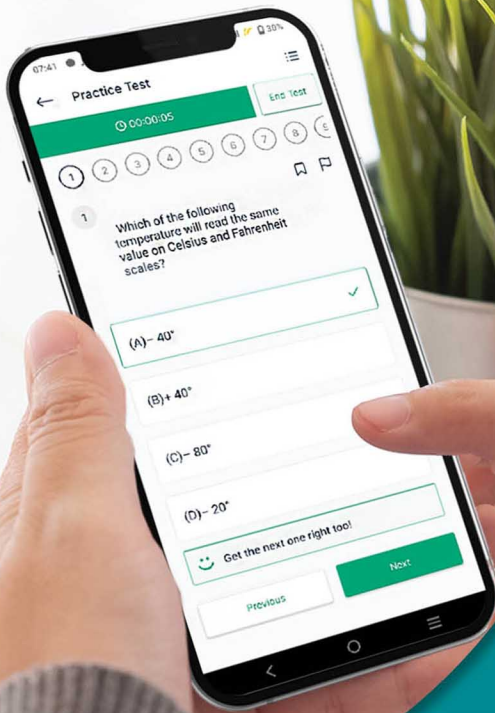 07:41
30%
Practice Test
00:00:05
End Test
1 2 3 4 5 6 7 8
1
Which of the following
temperature will read the same
value on Celsius and Fahrenheit
scales?
(A)– 40°
(B)+ 40°
(C)– 80°
(D)– 20°
Get the next one right too!
Previous
Next